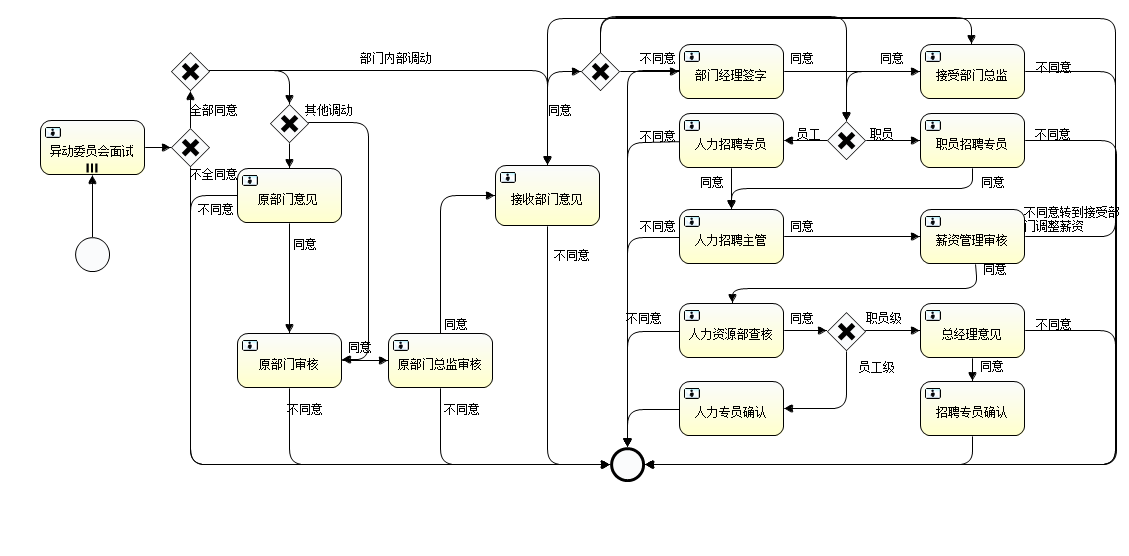 部门内部调动
不同意
部门经理签字
同意
同意
接受部门总监
不同意
全部同意
其他调动
同意
异动委员会面试
不同意
人力招聘专员
员工
职员
职员招聘专员
不同意
不全同意
原部门意见
不同意
接收部门意见
同意
同意
不同意转到接受部
门调整薪资
同意
不同意
人力招聘主管
同意
薪资管理审核
不同意
同意
不同意
人力资源部查核
同意
职员级
总经理意见
不同意
同意
同意
原部门审核
原部门总监审核
员工级
同意
不同意
不同意
人力专员确认
招聘专员确认